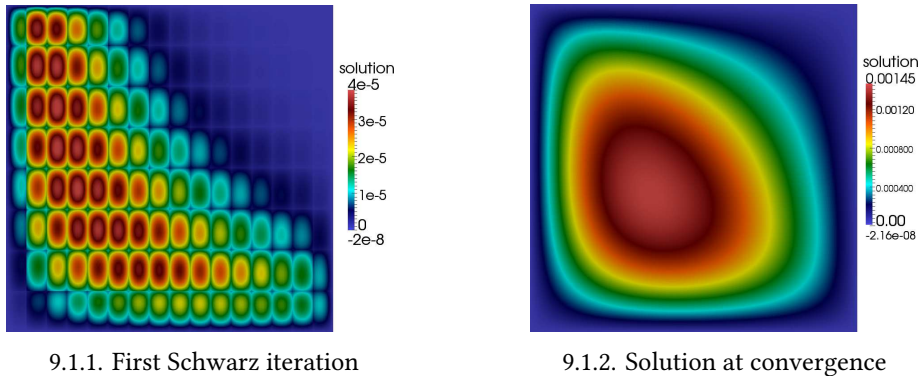 solution
4e-5
3e-5
2e-5
1e-5
0
-2e-8
solution
0.00145
0.00120
0.000800
0.000400
0.00
-2.16e-08
9.1.1. First Schwarz iteration
9.1.2. Solution at convergence